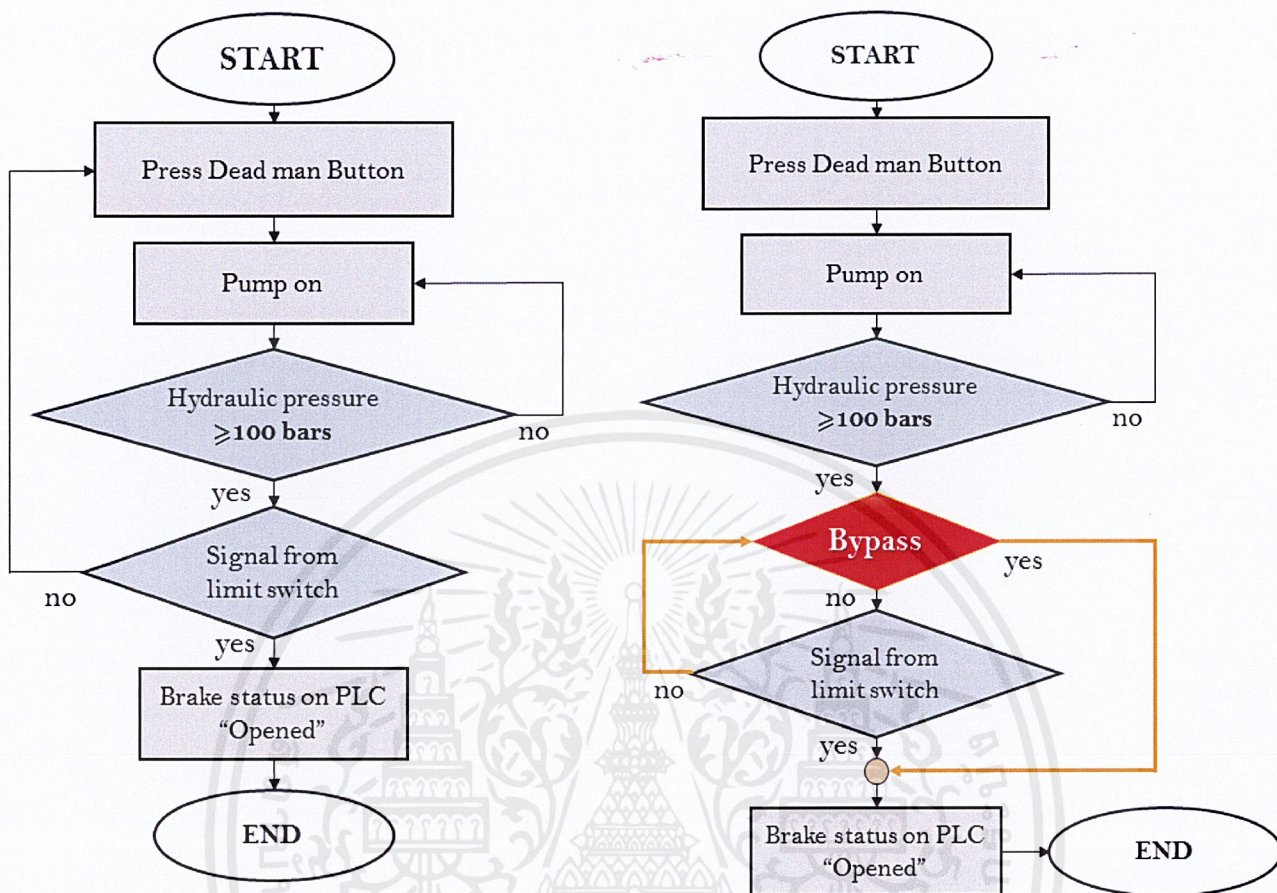 START
Press Dead man Button
Pump on
Hydraulic pressure
⩾100 bars
no
yes
Signal from
limit switch
no
yes
Brake status on PLC
“Opened”
END
START
Press Dead man Button
Pump on
Hydraulic pressure
⩾100 bars
no
yes
Bypass
yes
no
Signal from
limit switch
no
yes
Brake status on PLC
“Opened”
END